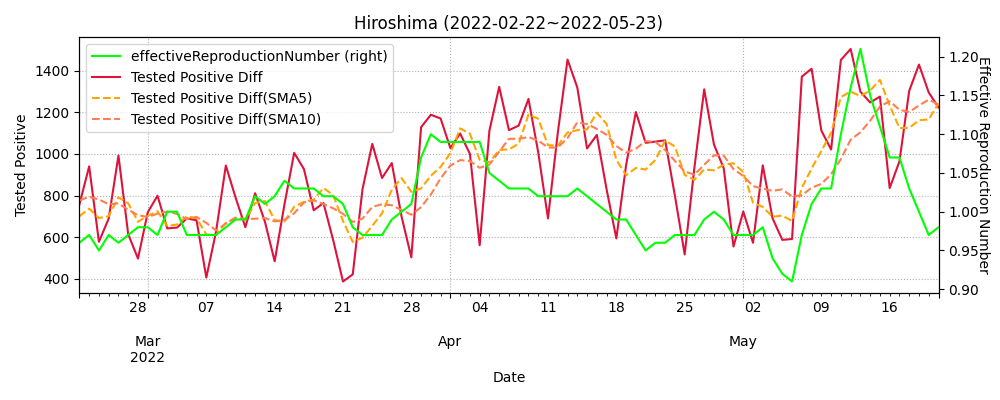 Hiroshima (2022-02-22~2022-05-23)
effectiveReproductionNumber (right)
Tested Positive Diff
Tested Positive Diff(SMA5)
Tested Positive Diff(SMA10)
Tested Positive
1400
1200
1000
800
600
400
Effective Reproduction Number
1.20
1.15
1.10
1.05
1.00
0.95
0.90
28 07 14 21 28 04 11 18 25 02 09 16
Mar Apr May
2022
Date